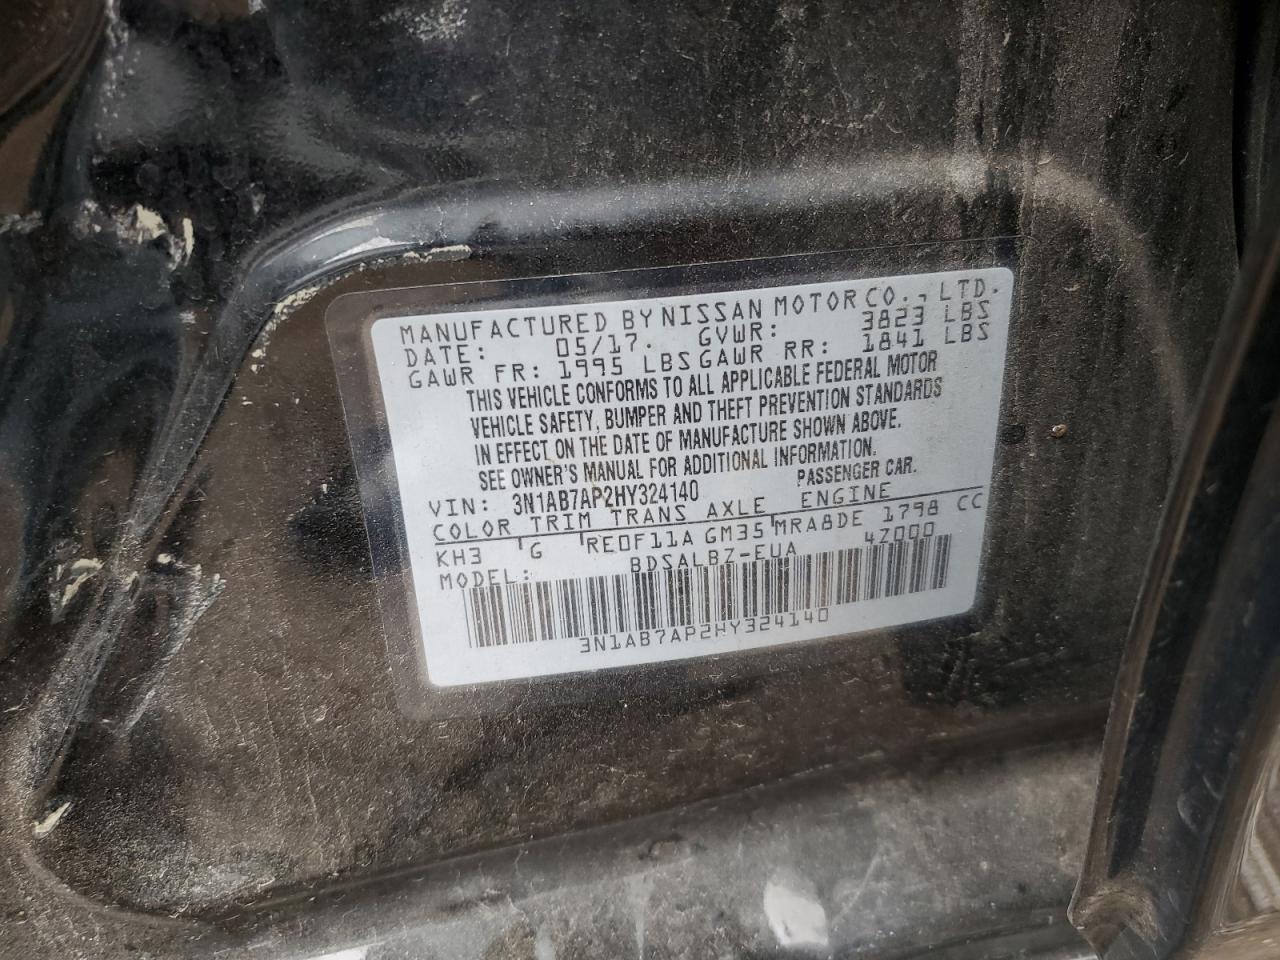 MANUFACTURED BY NISSAN MOTOR CO., LTD.
DATE: 05/17. GVWR: 3823 LBS
GAWR FR: 1995 LBS GAWR RR: 1841 LBS
THIS VEHICLE CONFORMS TO ALL APPLICABLE FEDERAL MOTOR
VEHICLE SAFETY, BUMPER AND THEFT PREVENTION STANDARDS
IN EFFECT ON THE DATE OF MANUFACTURE SHOWN ABOVE.
SEE OWNER'S MANUAL FOR ADDITIONAL INFORMATION.
VIN: 3N1AB7AP2HY324140 PASSENGER CAR.
COLOR TRIM TRANS AXLE ENGINE
KH3 G RE0F11A GM35 MRA8DE 1798 CC
MODEL: BDSALBZ-EUA 4Z000
3N1AB7AP2HY324140